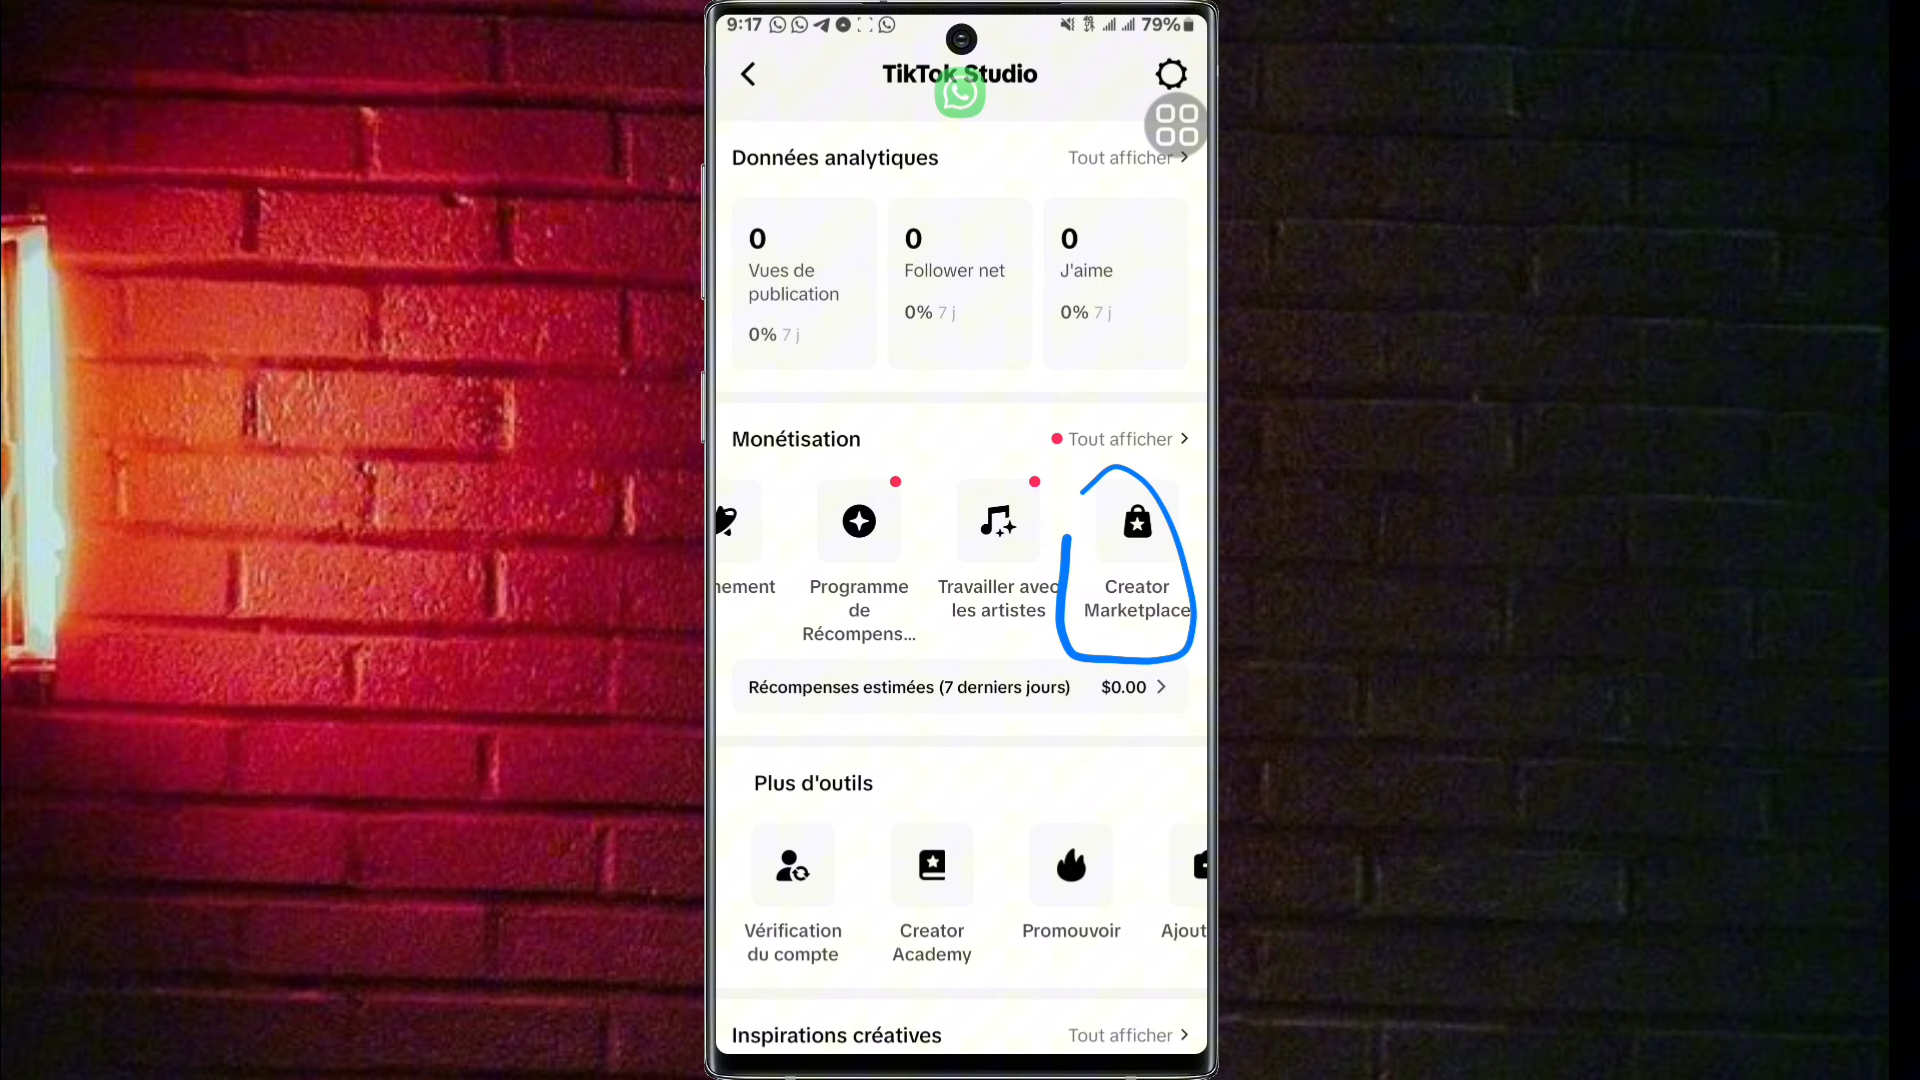 9:17
79%
TikTok Studio
Données analytiques
Tout afficher
0
Vues de
publication
0% 7 j
0
Follower net
0% 7 j
0
J'aime
0% 7 j
Monétisation
Tout afficher
nement
Programme
de
Récompens...
Travailler avec
les artistes
Creator
Marketplace
Récompenses estimées (7 derniers jours)
$0.00
Plus d'outils
Vérification
du compte
Creator
Academy
Promouvoir
Ajout
Inspirations créatives
Tout afficher